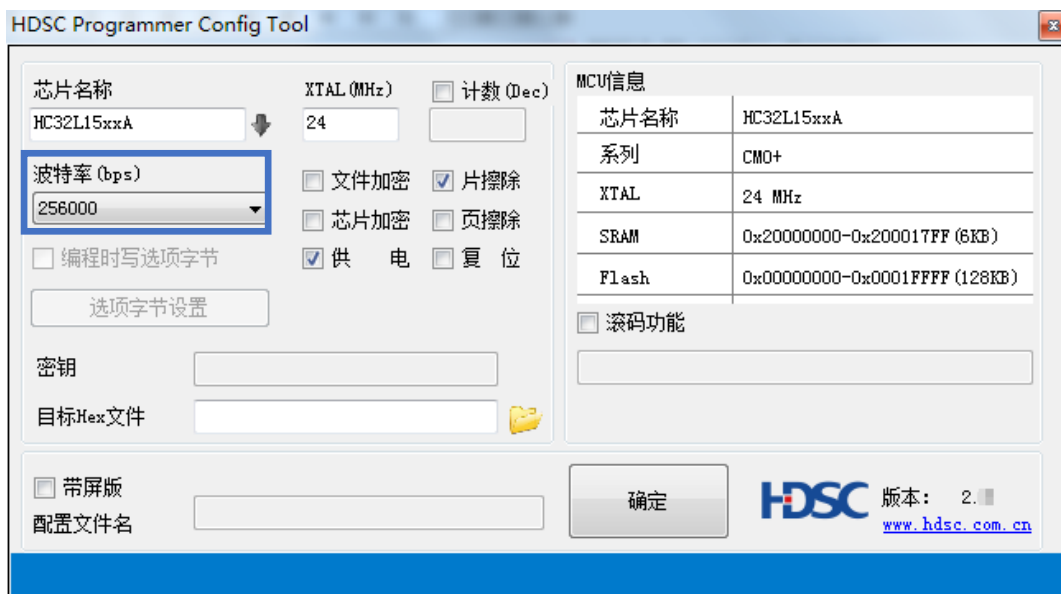 HDSC Programmer Config Tool
芯片名称
XTAL(MHz)
计数(Dec)
HC32L15xxA
24
波特率(bps)
256000
文件加密
片擦除
芯片加密
页擦除
编程时写选项字节
供 电
复 位
选项字节设置
密钥
目标Hex文件
MCU信息
芯片名称
HC32L15xxA
系列
CM0+
XTAL
24 MHz
SRAM
0x20000000-0x200017FF(6KB)
Flash
0x00000000-0x0001FFFF(128KB)
滚码功能
带屏版
配置文件名
确定
HDSC
版本: 2.
www.hdsc.com.cn